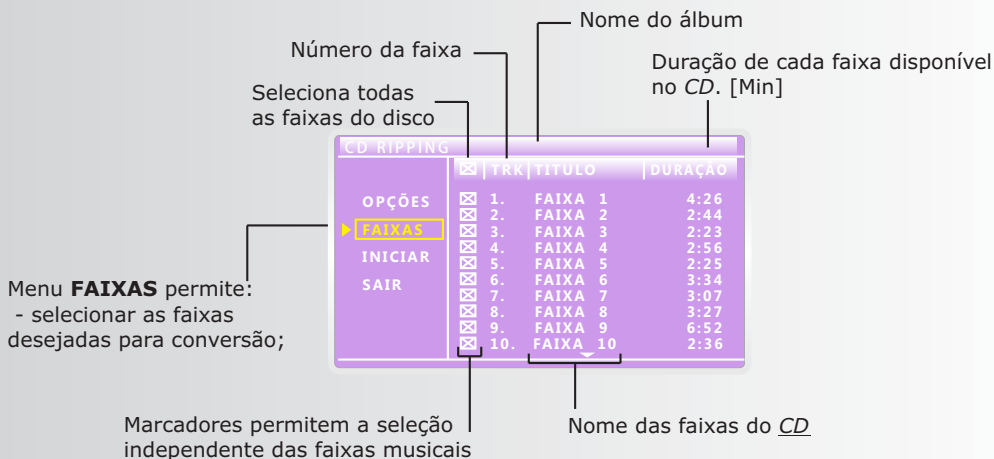 Nome do álbum
Número da faixa
Duração de cada faixa disponível
no CD. [Min]
Seleciona todas
as faixas do disco
CD RIPPING
TRK TITULO DURAÇÃO
OPÇÕES
FAIXAS
INICIAR
SAIR
1. FAIXA 1 4:26
2. FAIXA 2 2:44
3. FAIXA 3 2:23
4. FAIXA 4 2:56
5. FAIXA 5 2:25
6. FAIXA 6 3:34
7. FAIXA 7 3:07
8. FAIXA 8 3:27
9. FAIXA 9 6:52
10. FAIXA 10 2:36
Menu FAIXAS permite:
- selecionar as faixas
desejadas para conversão;
Marcadores permitem a seleção
independente das faixas musicais
Nome das faixas do CD